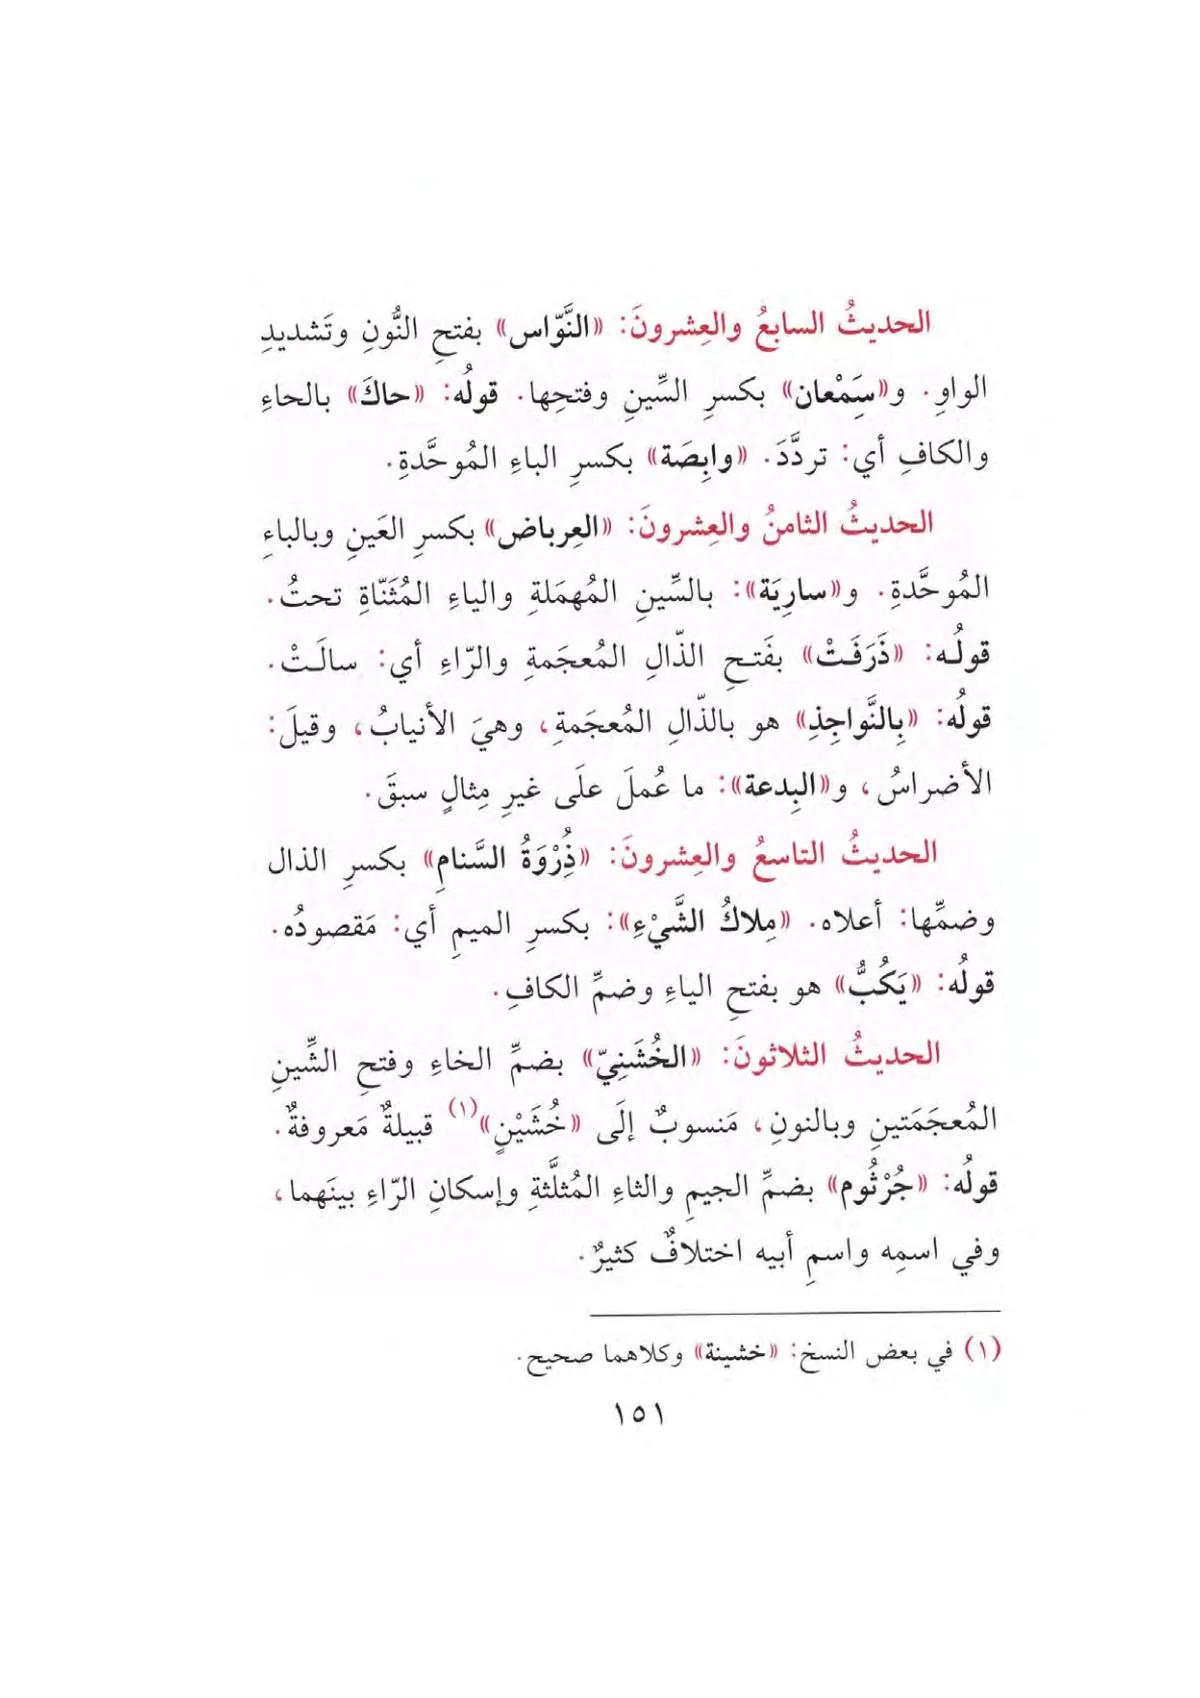 الحديثُ السابعُ والعِشرونَ: «النَّوّاس» بفتحِ النُّونِ وتَشديدِ
الواوِ. و«سَِمْعان» بكسرِ السِّينِ وفتحِها. قولُه: «حاكَ» بالحاءِ
والكافِ أي: تردَّدَ. «وابِصَة» بكسرِ الباءِ المُوحَّدةِ.
الحديثُ الثامنُ والعِشرونَ: «العِرباض» بكسرِ العَينِ وبالباءِ
المُوحَّدةِ. و«سارِيَة»: بالسِّينِ المُهمَلةِ والياءِ المُثَنّاةِ تحتُ.
قولُه: «ذَرَفَتْ» بفَتحِ الذّالِ المُعجَمةِ والرّاءِ أي: سالَتْ.
قولُه: «بِالنَّواجِذِ» هو بالذّالِ المُعجَمةِ، وهيَ الأنيابُ، وقيلَ:
الأضراسُ، و«البِدعة»: ما عُملَ علَى غيرِ مِثالٍ سبقَ.
الحديثُ التاسعُ والعِشرونَ: «ذُِرْوَةُ السَّنامِ» بكسرِ الذال
وضمِّها: أعلاه. «مِلاكُ الشَّيْءِ»: بكسرِ الميمِ أي: مَقصودُه.
قولُه: «يَكُبُّ» هو بفتحِ الياءِ وضمِّ الكافِ.
الحديثُ الثلاثونَ: «الخُشَنِيّ» بضمِّ الخاءِ وفتحِ الشِّينِ
المُعجَمَتينِ وبالنونِ، مَنسوبٌ إلَى «خُشَيْنٍ»(١) قبيلةٌ مَعروفةٌ.
قولُه: «جُرْثُومِ» بضمِّ الجيمِ والثاءِ المُثلَّثةِ وإسكانِ الرّاءِ بينَهما،
وفي اسمِه واسمِ أبيه اختلافٌ كثيرٌ.
(١) في بعض النسخ: «خشينة» وكلاهما صحيح.
١٥١